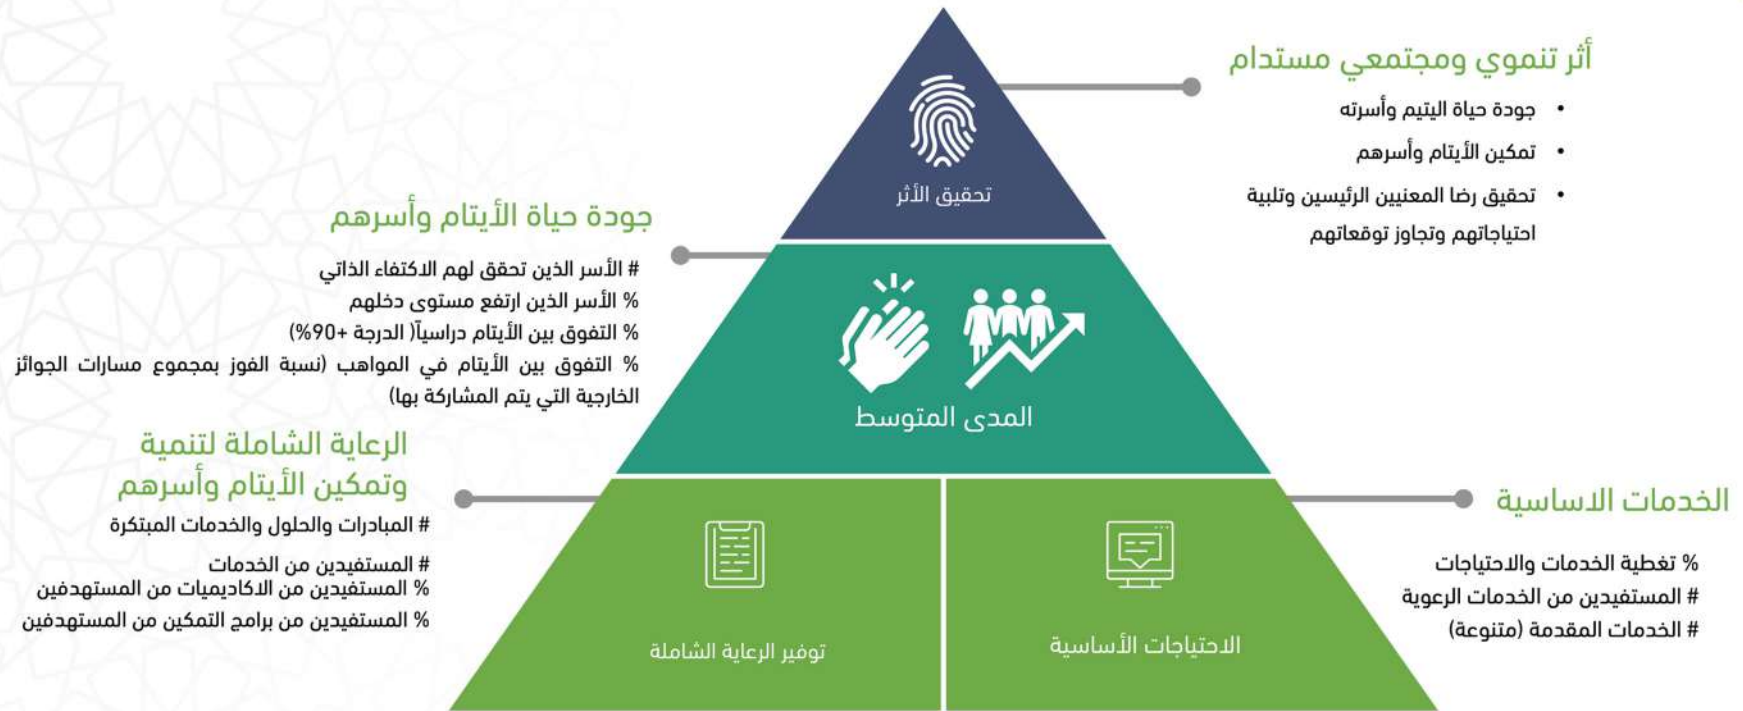 أثر تنموي ومجتمعي مستدام
• جودة حياة اليتيم وأسرته
• تمكين الأيتام وأسرهم
• تحقيق رضا المعنيين الرئيسين وتلبية
احتياجاتهم وتجاوز توقعاتهم
تحقيق الأثر
جودة حياة الأيتام وأسرهم
# الأسر الذين تحقق لهم الاكتفاء الذاتي
% الأسر الذين ارتفع مستوى دخلهم
% التفوق بين الأيتام دراسياً( الدرجة +90%)
% التفوق بين الأيتام في المواهب (نسبة الفوز بمجموع مسارات الجوائز
الخارجية التي يتم المشاركة بها)
المدى المتوسط
الخدمات الاساسية
% تغطية الخدمات والاحتياجات
# المستفيدين من الخدمات الرعوية
# الخدمات المقدمة (متنوعة)
الاحتياجات الأساسية
توفير الرعاية الشاملة
الرعاية الشاملة لتنمية
وتمكين الأيتام وأسرهم
# المبادرات والحلول والخدمات المبتكرة
# المستفيدين من الخدمات
% المستفيدين من الاكاديميات من المستهدفين
% المستفيدين من برامج التمكين من المستهدفين